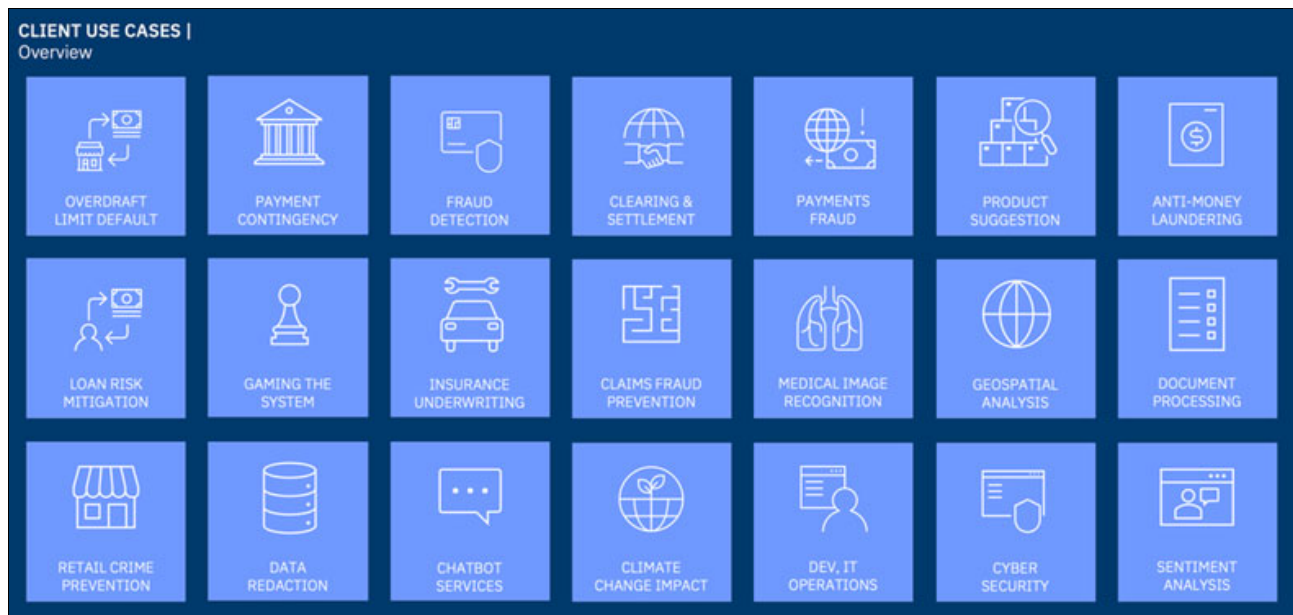 CLIENT USE CASES |
Overview
OVERDRAFT
LIMIT DEFAULT
PAYMENT
CONTINGENCY
FRAUD
DETECTION
CLEARING &
SETTLEMENT
PAYMENTS
FRAUD
PRODUCT
SUGGESTION
ANTI-MONEY
LAUNDERING
LOAN RISK
MITIGATION
GAMING THE
SYSTEM
INSURANCE
UNDERWRITING
CLAIMS FRAUD
PREVENTION
MEDICAL IMAGE
RECOGNITION
GEOSPATIAL
ANALYSIS
DOCUMENT
PROCESSING
RETAIL CRIME
PREVENTION
DATA
REDACTION
CHATBOT
SERVICES
CLIMATE
CHANGE IMPACT
DEV, IT
OPERATIONS
CYBER
SECURITY
SENTIMENT
ANALYSIS